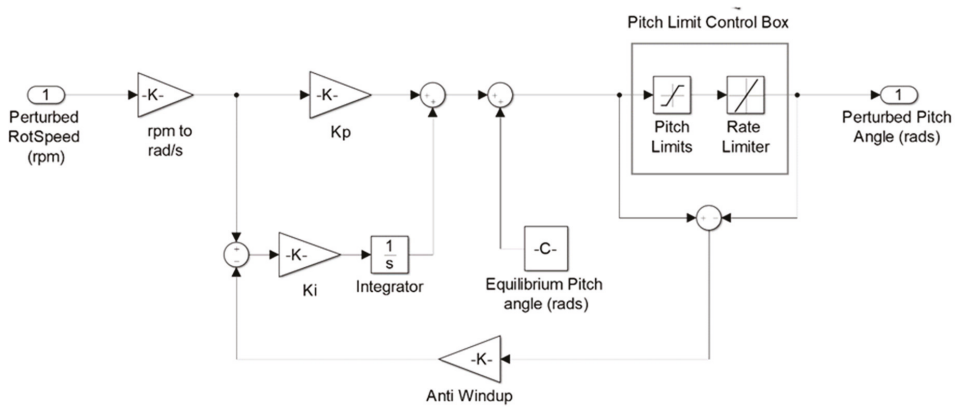 Pitch Limit Control Box
1
-K-
-K-
Perturbed
RotSpeed
(rpm)
rpm to
rad/s
Kp
Pitch
Limits
Rate
Limiter
1
Perturbed Pitch
Angle (rads)
-K-
Ki
1
s
Integrator
-C-
Equilibrium Pitch
angle (rads)
-K-
Anti Windup